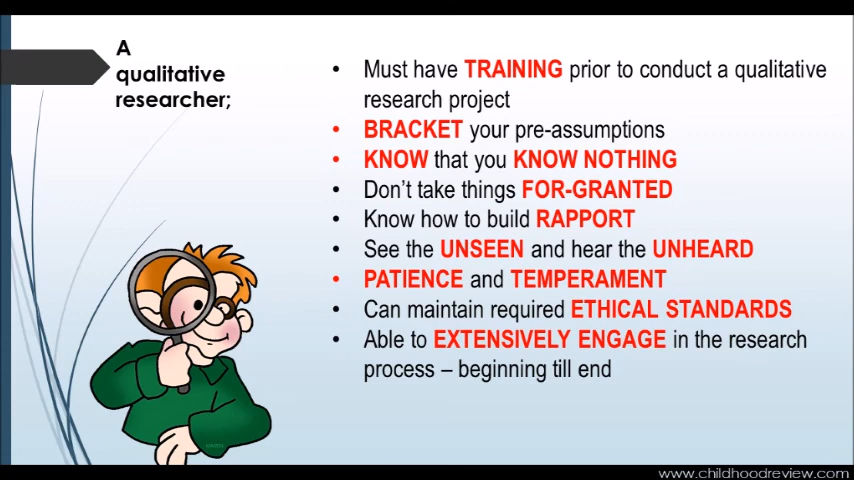 A
qualitative
researcher;
• Must have TRAINING prior to conduct a qualitative
research project
• BRACKET your pre-assumptions
• KNOW that you KNOW NOTHING
• Don't take things FOR-GRANTED
• Know how to build RAPPORT
• See the UNSEEN and hear the UNHEARD
• PATIENCE and TEMPERAMENT
• Can maintain required ETHICAL STANDARDS
• Able to EXTENSIVELY ENGAGE in the research
process – beginning till end
www.childhoodreview.com